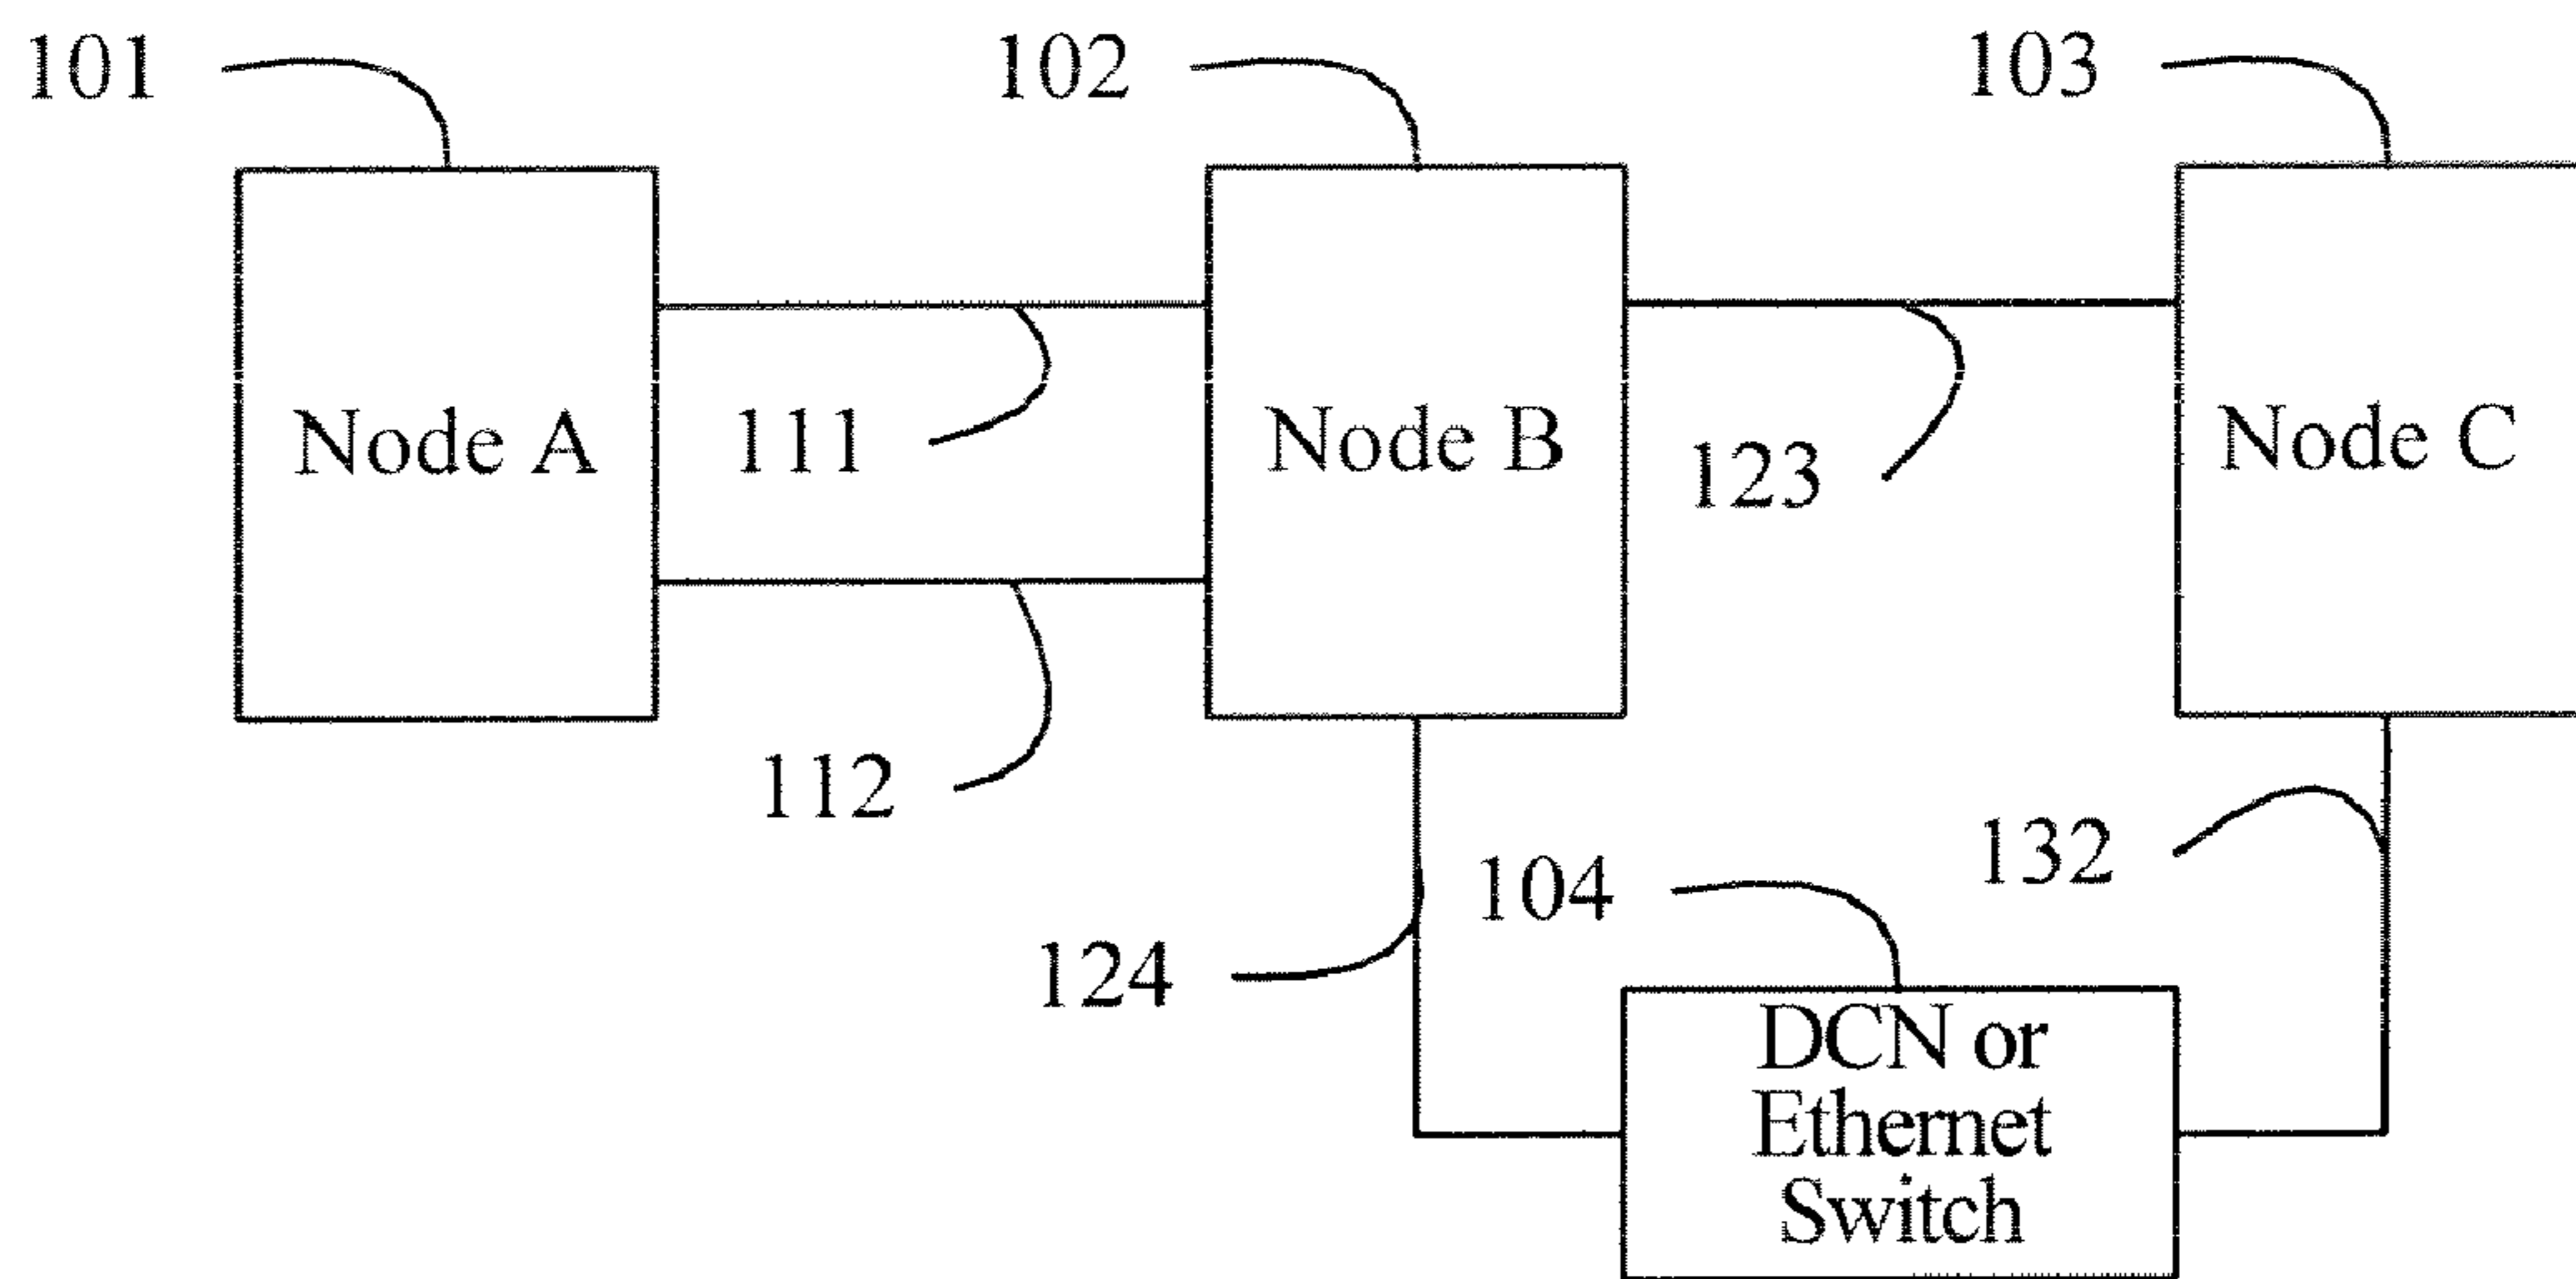 101
102
103
Node A
111
Node B
123
Node C
112
132
104
124
DCN or
Ethernet
Switch